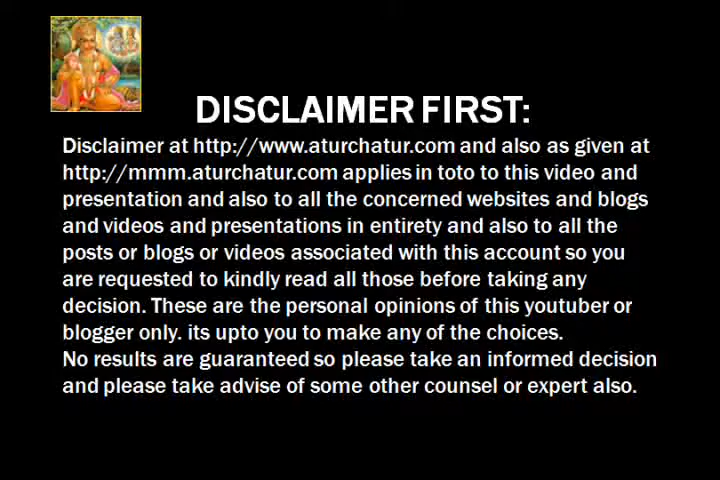 DISCLAIMER FIRST:
Disclaimer at http://www.aturchatur.com and also as given at
http://mmm.aturchatur.com applies in toto to this video and
presentation and also to all the concerned websites and blogs
and videos and presentations in entirety and also to all the
posts or blogs or videos associated with this account so you
are requested to kindly read all those before taking any
decision. These are the personal opinions of this youtuber or
blogger only. its upto you to make any of the choices.
No results are guaranteed so please take an informed decision
and please take advise of some other counsel or expert also.